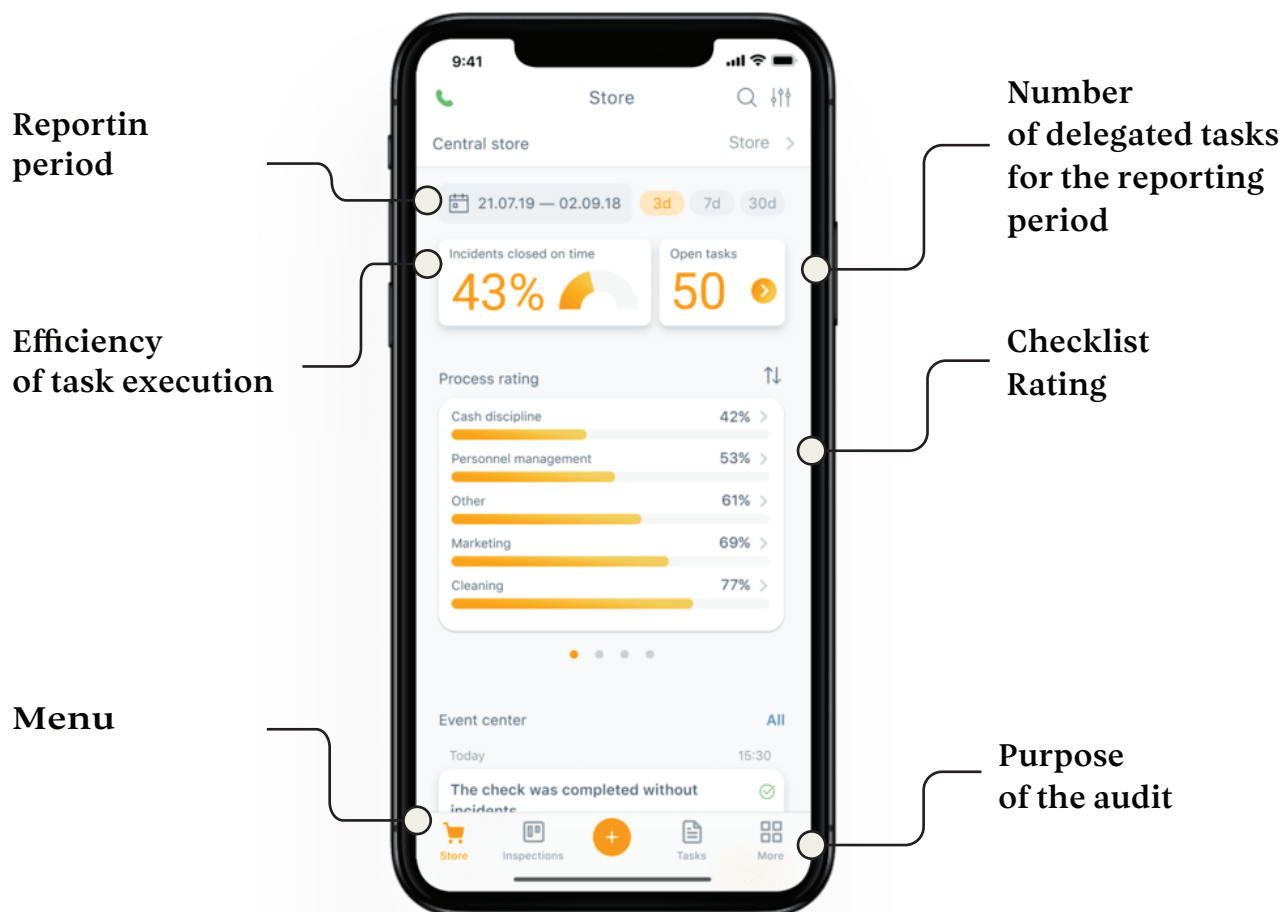 9:41
Store
Central store
Store
21.07.19 — 02.09.18
3d
7d
30d
Incidents closed on time
43%
Open tasks
50
Process rating
Cash discipline
42%
Personnel management
53%
Other
61%
Marketing
69%
Cleaning
77%
Event center
All
Today
15:30
The check was completed without
incidents
Store
Inspections
Tasks
More
Reportin
period
Efficiency
of task execution
Menu
Number
of delegated tasks
for the reporting
period
Checklist
Rating
Purpose
of the audit